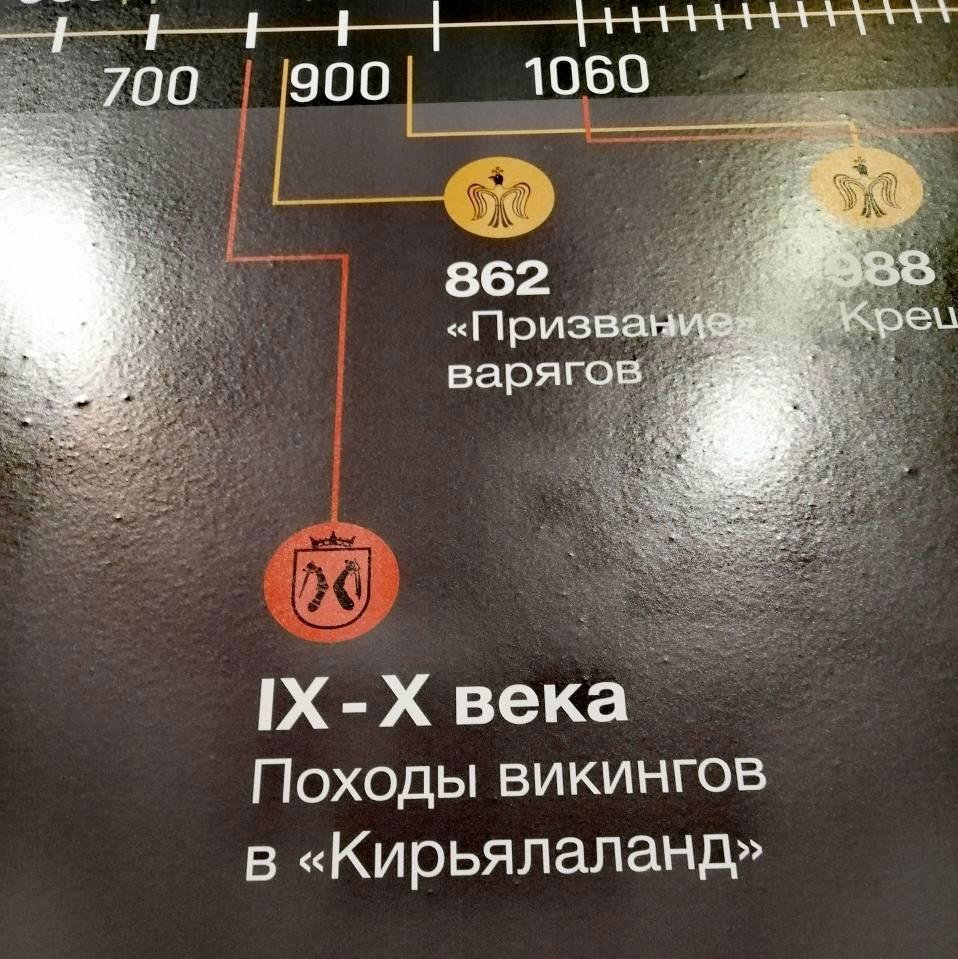 700 900 1060
862
«Призвание»
варягов
988
IX - X века
Походы викингов
в «Кирьялаланд»